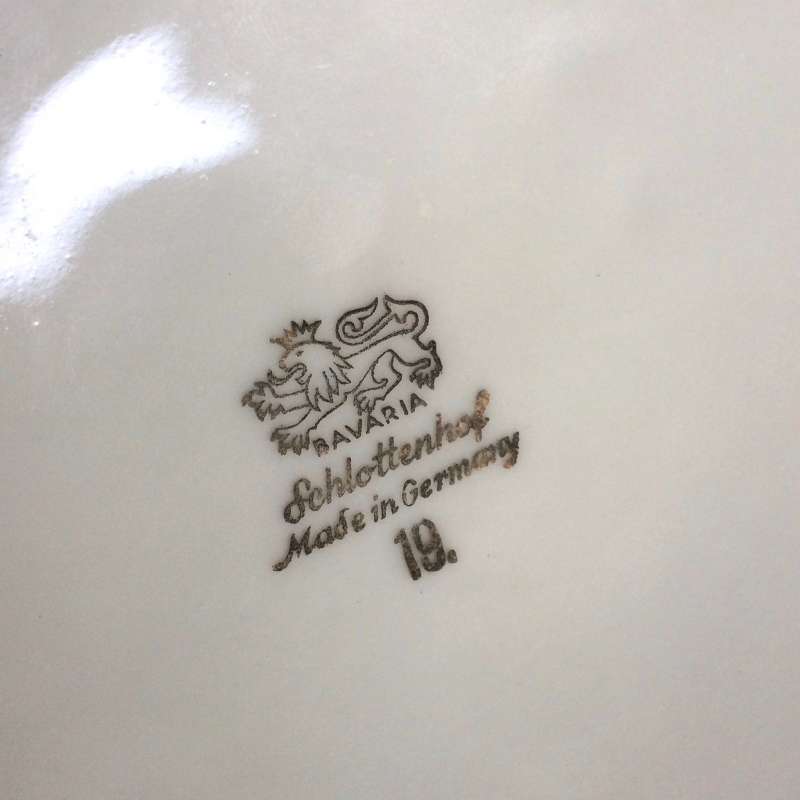 BAVARIA
Schlottenhof
Made in Germany
19.